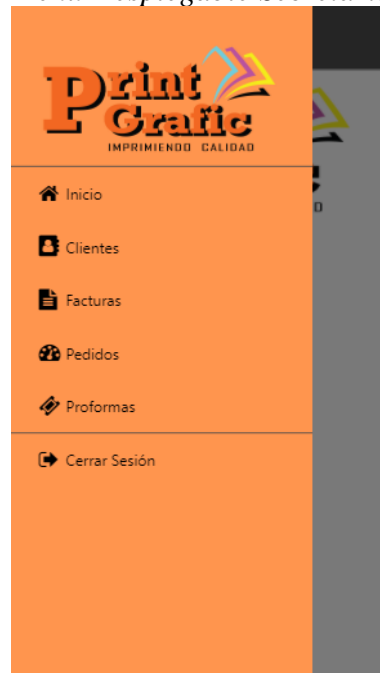 Print
Grafic
IMPRIMIENDO CALIDAD
Inicio
Clientes
Facturas
Pedidos
Proformas
Cerrar Sesión